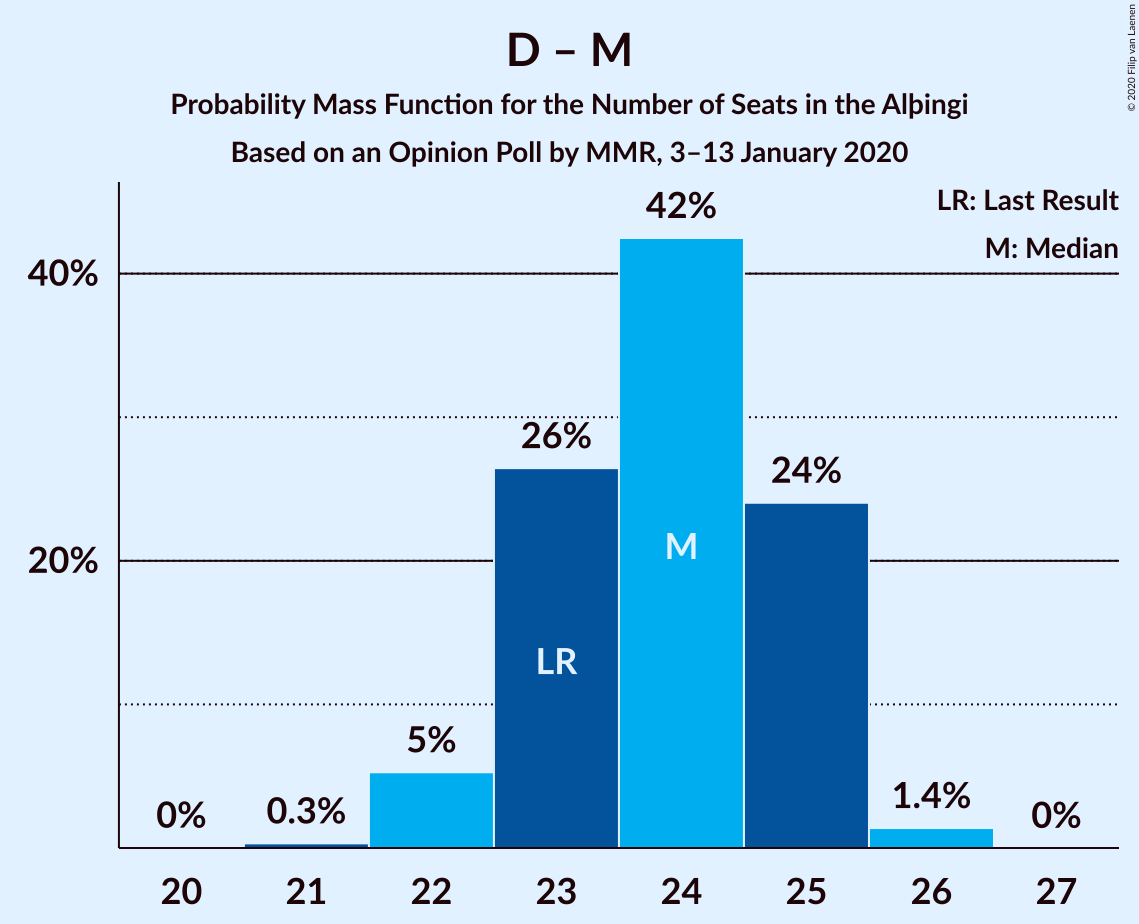 D – M
Probability Mass Function for the Number of Seats in the Alþingi
Based on an Opinion Poll by MMR, 3–13 January 2020
© 2020 Filip van Laenen
LR: Last Result
M: Median
42%
40%
26%
24%
M
20%
LR
5%
0%
0.3%
1.4%
0%
20 21 22 23 24 25 26 27